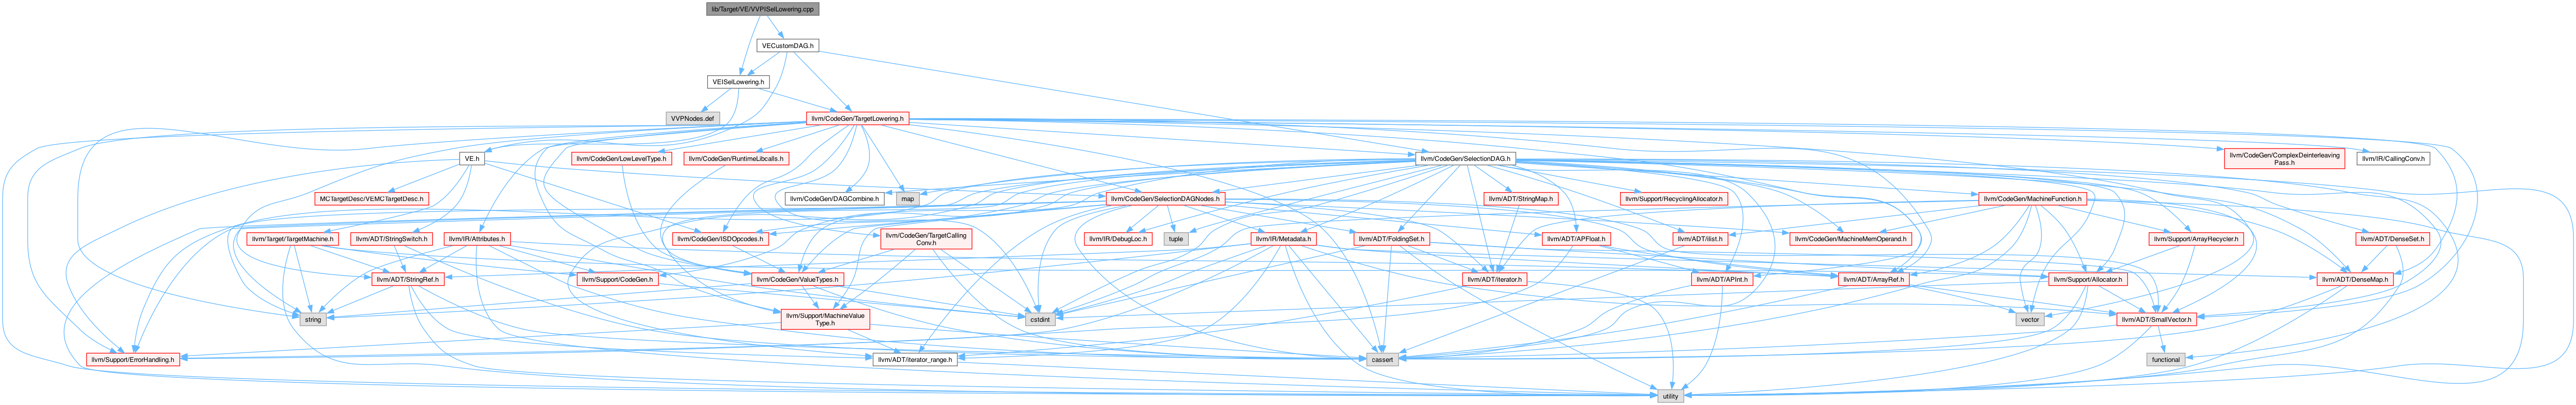 lib/Target/VE/VVPISelLowering.cpp
VECustomDAG.h
VEISelLowering.h
VVPNodes.def
llvm/CodeGen/TargetLowering.h
VE.h
llvm/CodeGen/LowLevelType.h
llvm/CodeGen/RuntimeLibcalls.h
llvm/CodeGen/SelectionDAG.h
llvm/CodeGen/ComplexDeinterleaving
Pass.h
llvm/IR/CallingConv.h
MCTargetDesc/VEMCTargetDesc.h
llvm/CodeGen/DAGCombine.h
map
llvm/CodeGen/SelectionDAGNodes.h
llvm/ADT/StringMap.h
llvm/Support/RecyclingAllocator.h
llvm/CodeGen/MachineFunction.h
llvm/Target/TargetMachine.h
llvm/ADT/StringSwitch.h
llvm/IR/Attributes.h
llvm/CodeGen/ISDOpcodes.h
llvm/CodeGen/TargetCalling
Conv.h
llvm/IR/DebugLoc.h
tuple
llvm/IR/Metadata.h
llvm/ADT/FoldingSet.h
llvm/ADT/APFloat.h
llvm/ADT/ilist.h
llvm/CodeGen/MachineMemOperand.h
llvm/Support/ArrayRecycler.h
llvm/ADT/DenseSet.h
llvm/ADT/StringRef.h
llvm/Support/CodeGen.h
llvm/CodeGen/ValueTypes.h
llvm/ADT/iterator.h
llvm/ADT/APInt.h
llvm/ADT/ArrayRef.h
llvm/Support/Allocator.h
llvm/ADT/DenseMap.h
string
llvm/Support/MachineValue
Type.h
cstdint
vector
llvm/ADT/SmallVector.h
llvm/Support/ErrorHandling.h
llvm/ADT/iterator_range.h
cassert
functional
utility